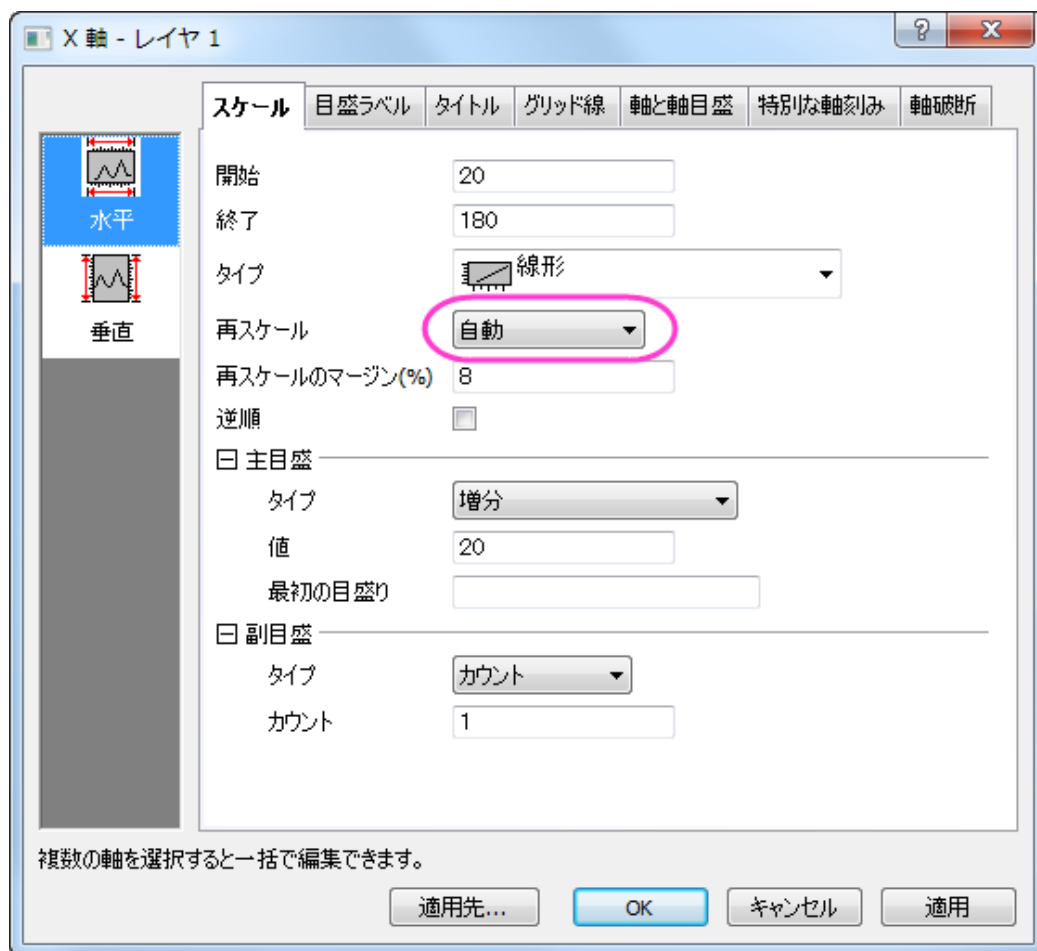 X 軸 - レイヤ 1
スケール 目盛ラベル タイトル グリッド線 軸と軸目盛 特別な軸刻み 軸破断
水平
垂直
開始 20
終了 180
タイプ 線形
再スケール 自動
再スケールのマージン(%) 8
逆順
主目盛
タイプ 増分
値 20
最初の目盛り
副目盛
タイプ カウント
カウント 1
複数の軸を選択すると一括で編集できます。
適用先... OK キャンセル 適用